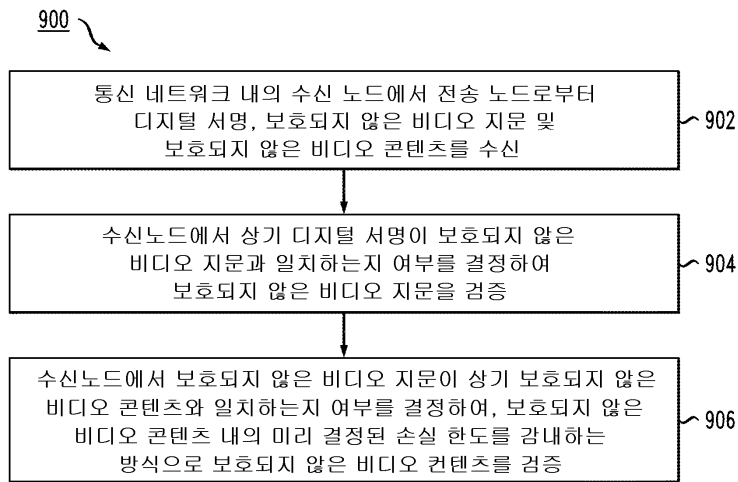 900
통신 네트워크 내의 수신 노드에서 전송 노드로부터
디지털 서명, 보호되지 않은 비디오 지문 및
보호되지 않은 비디오 콘텐츠를 수신
902
수신노드에서 상기 디지털 서명이 보호되지 않은
비디오 지문과 일치하는지 여부를 결정하여
보호되지 않은 비디오 지문을 검증
904
수신노드에서 보호되지 않은 비디오 지문이 상기 보호되지 않은
비디오 콘텐츠와 일치하는지 여부를 결정하여, 보호되지 않은
비디오 콘텐츠 내의 미리 결정된 손실 한도를 감내하는
방식으로 보호되지 않은 비디오 컨텐츠를 검증
906